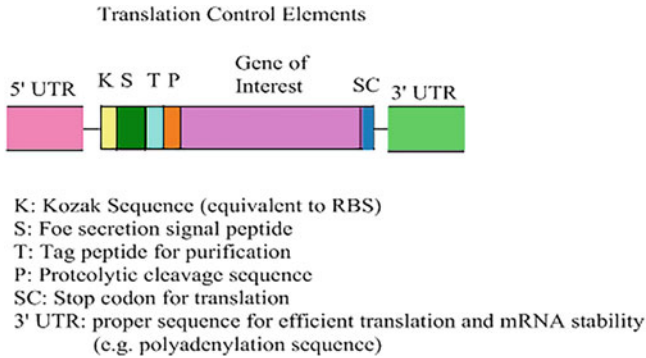 Translation Control Elements
5' UTR K S T P Gene of Interest SC 3' UTR
K: Kozak Sequence (equivalent to RBS)
S: Foe secretion signal peptide
T: Tag peptide for purification
P: Proteolytic cleavage sequence
SC: Stop codon for translation
3' UTR: proper sequence for efficient translation and mRNA stability
(e.g. polyadenylation sequence)